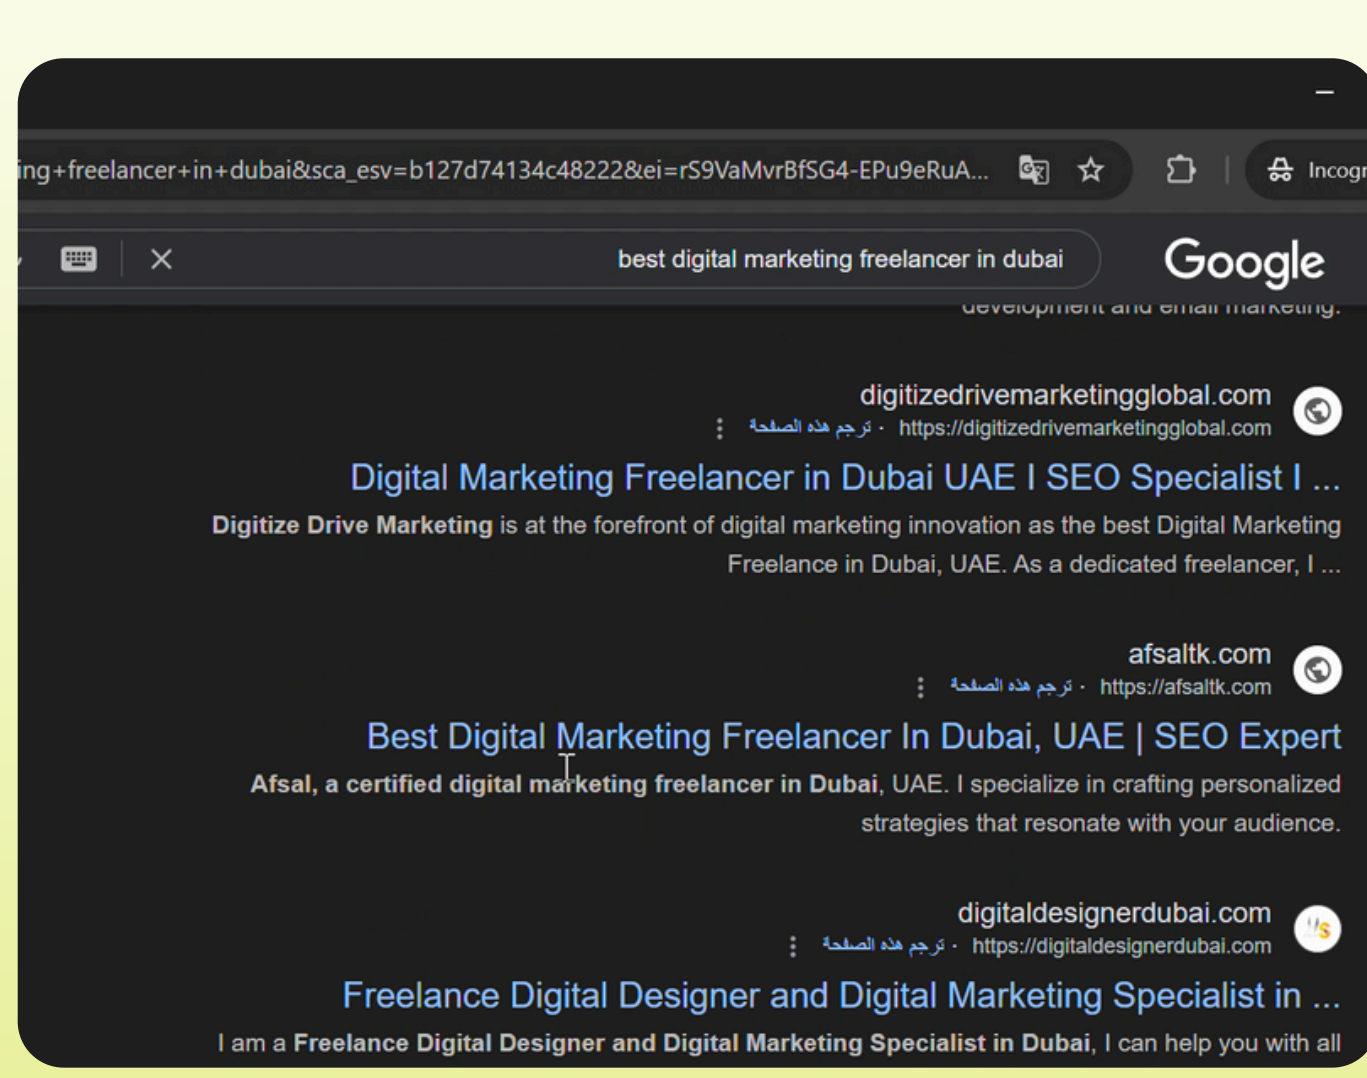 ing+freelancer+in+dubai&sca_esv=b127d74134c48222&ei=rS9VaMvrBfSG4-EPu9eRuA...
Incogr
best digital marketing freelancer in dubai
Google
development and email marketing.
digitizedrivemarketingglobal.com
https://digitizedrivemarketingglobal.com · ترجم هذه الصفحة
Digital Marketing Freelancer in Dubai UAE I SEO Specialist I ...
Digitize Drive Marketing is at the forefront of digital marketing innovation as the best Digital Marketing
Freelance in Dubai, UAE. As a dedicated freelancer, I ...
afsaltk.com
https://afsaltk.com · ترجم هذه الصفحة
Best Digital Marketing Freelancer In Dubai, UAE | SEO Expert
Afsal, a certified digital marketing freelancer in Dubai, UAE. I specialize in crafting personalized
strategies that resonate with your audience.
digitaldesignerdubai.com
https://digitaldesignerdubai.com · ترجم هذه الصفحة
Freelance Digital Designer and Digital Marketing Specialist in ...
I am a Freelance Digital Designer and Digital Marketing Specialist in Dubai, I can help you with all